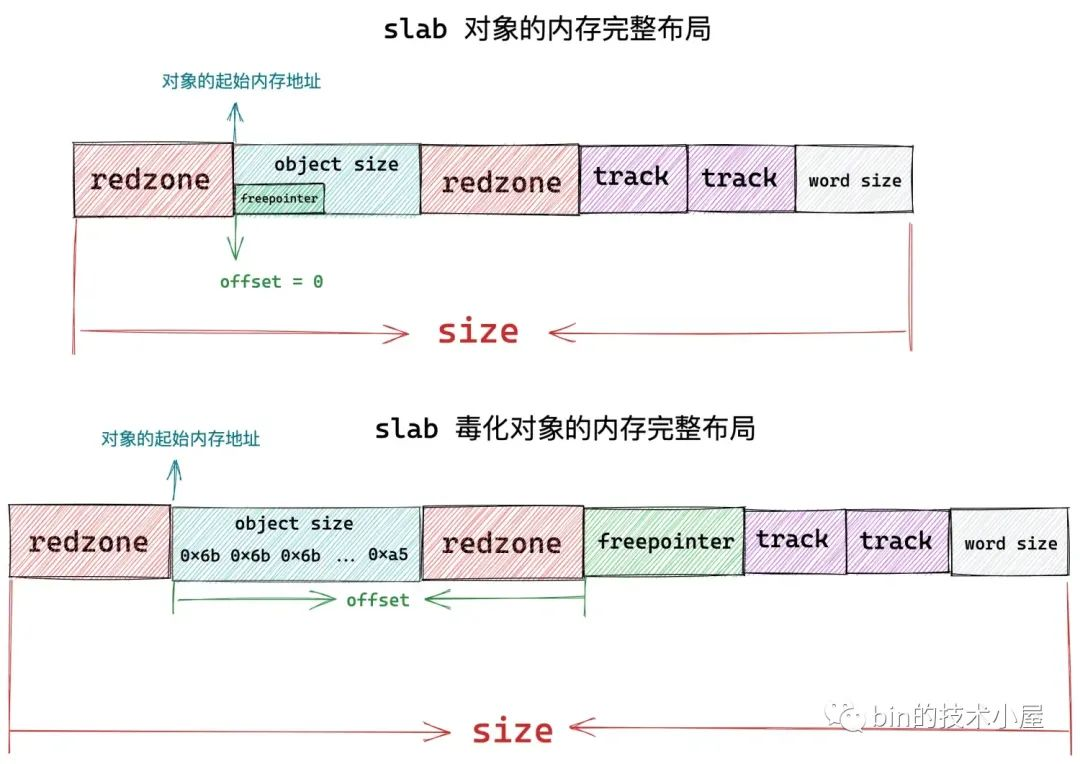 slab 对象的内存完整布局
对象的起始内存地址
redzone object size redzone track track word size
freepointer
offset = 0
size
slab 毒化对象的内存完整布局
对象的起始内存地址
redzone object size redzone freepointer track track word size
0×6b 0×6b 0×6b ... 0×a5
offset
size
bin的技术小屋